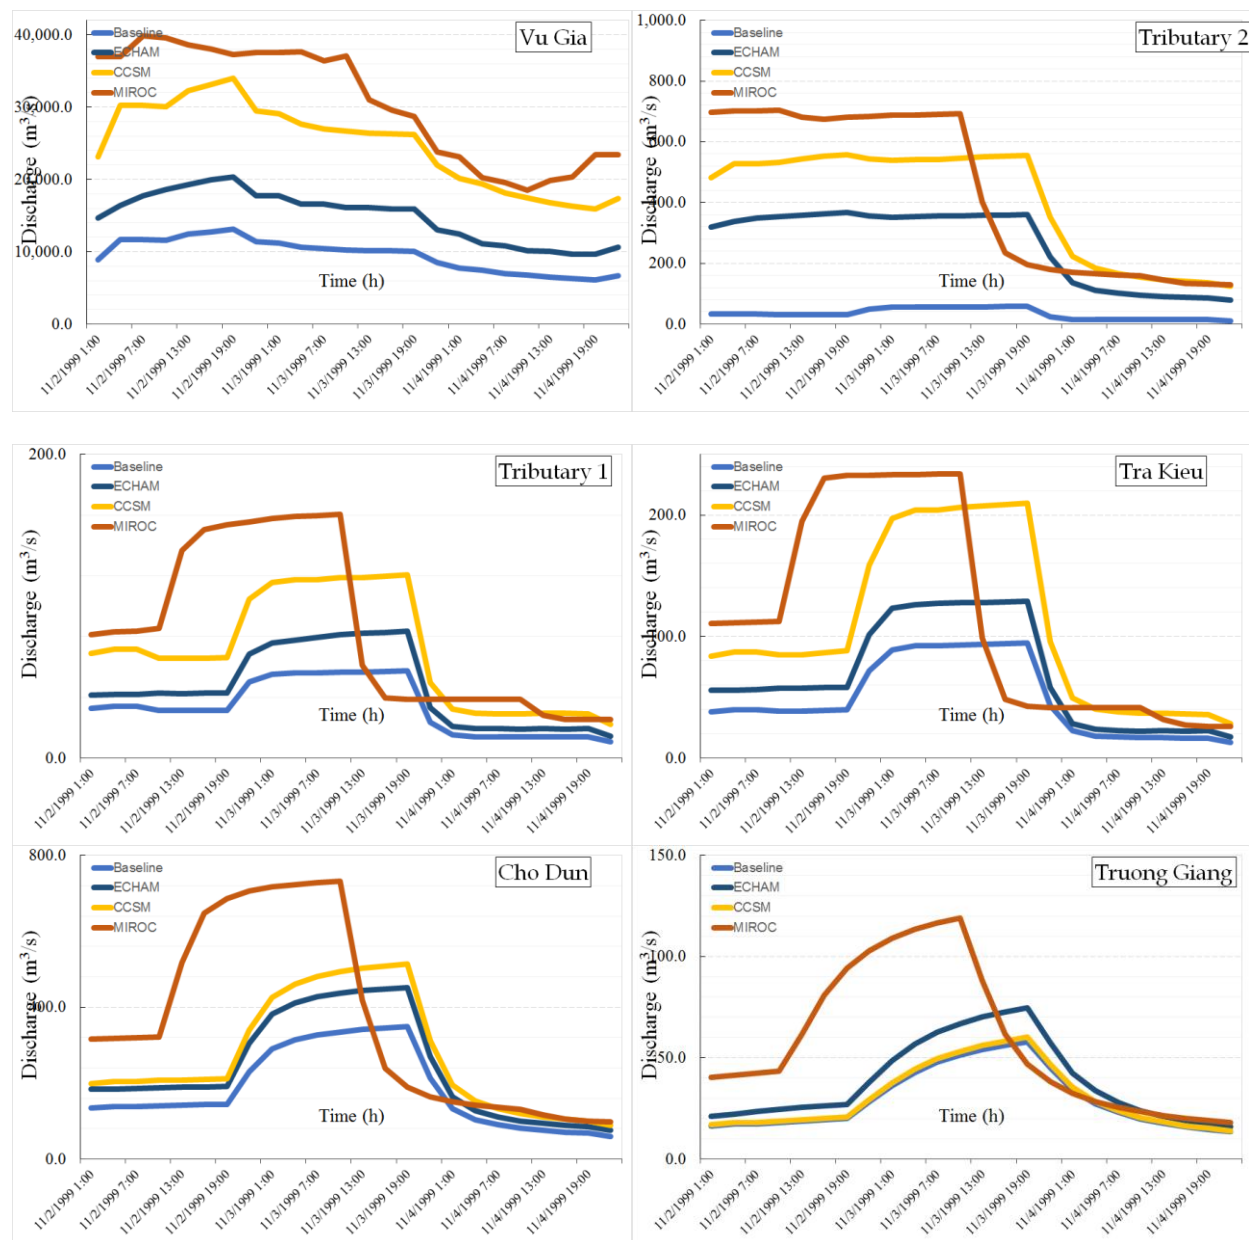 Vu Gia
40,000.0
30,000.0
20,000.0
10,000.0
0.0
Discharge (m³/s)
Baseline
ECHAM
CCSM
MIROC
Time (h)
11/2/1999 1:00
11/2/1999 7:00
11/2/1999 13:00
11/2/1999 19:00
11/3/1999 1:00
11/3/1999 7:00
11/3/1999 13:00
11/3/1999 19:00
11/4/1999 1:00
11/4/1999 7:00
11/4/1999 13:00
11/4/1999 19:00
Tributary 2
1,000.0
800.0
600.0
400.0
200.0
0.0
Discharge (m³/s)
Baseline
ECHAM
CCSM
MIROC
Time (h)
11/2/1999 1:00
11/2/1999 7:00
11/2/1999 13:00
11/2/1999 19:00
11/3/1999 1:00
11/3/1999 7:00
11/3/1999 13:00
11/3/1999 19:00
11/4/1999 1:00
11/4/1999 7:00
11/4/1999 13:00
11/4/1999 19:00
Tributary 1
200.0
0.0
Discharge (m³/s)
Baseline
ECHAM
CCSM
MIROC
Time (h)
11/2/1999 1:00
11/2/1999 7:00
11/2/1999 13:00
11/2/1999 19:00
11/3/1999 1:00
11/3/1999 7:00
11/3/1999 13:00
11/3/1999 19:00
11/4/1999 1:00
11/4/1999 7:00
11/4/1999 13:00
11/4/1999 19:00
Tra Kieu
200.0
100.0
0.0
Discharge (m³/s)
Baseline
ECHAM
CCSM
MIROC
Time (h)
11/2/1999 1:00
11/2/1999 7:00
11/2/1999 13:00
11/2/1999 19:00
11/3/1999 1:00
11/3/1999 7:00
11/3/1999 13:00
11/3/1999 19:00
11/4/1999 1:00
11/4/1999 7:00
11/4/1999 13:00
11/4/1999 19:00
Cho Dun
800.0
400.0
0.0
Discharge (m³/s)
Baseline
ECHAM
CCSM
MIROC
Time (h)
11/2/1999 1:00
11/2/1999 7:00
11/2/1999 13:00
11/2/1999 19:00
11/3/1999 1:00
11/3/1999 7:00
11/3/1999 13:00
11/3/1999 19:00
11/4/1999 1:00
11/4/1999 7:00
11/4/1999 13:00
11/4/1999 19:00
Truong Giang
150.0
100.0
50.0
0.0
Discharge (m³/s)
Baseline
ECHAM
CCSM
MIROC
Time (h)
11/2/1999 1:00
11/2/1999 7:00
11/2/1999 13:00
11/2/1999 19:00
11/3/1999 1:00
11/3/1999 7:00
11/3/1999 13:00
11/3/1999 19:00
11/4/1999 1:00
11/4/1999 7:00
11/4/1999 13:00
11/4/1999 19:00